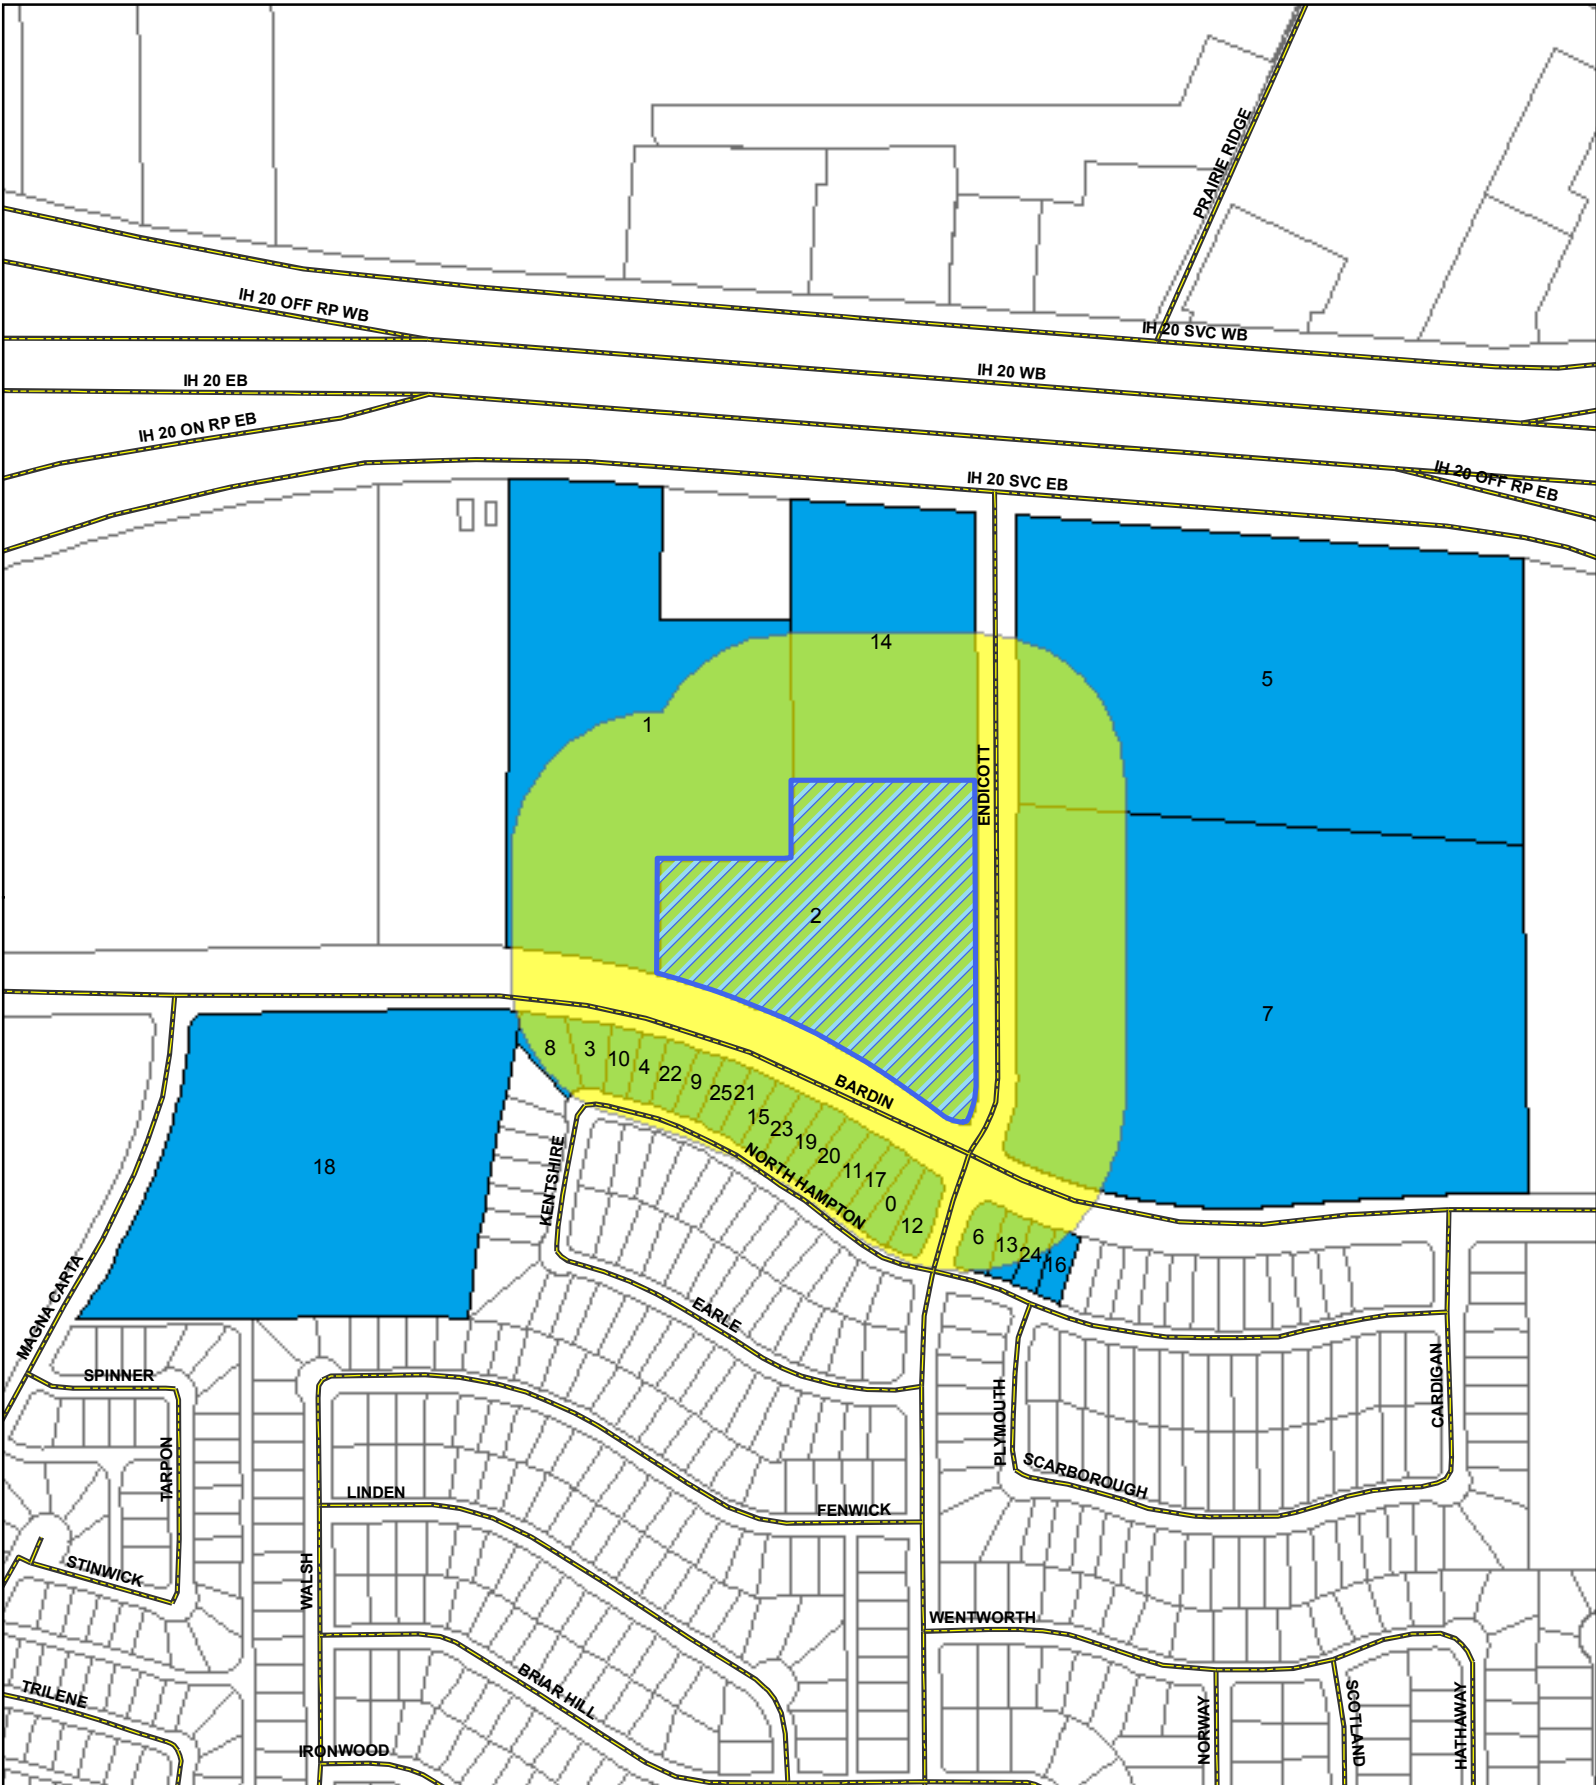 PRAIRIE RIDGE
IH 20 OFF RP WB
IH 20 SVC WB
IH 20 WB
IH 20 EB
IH 20 ON RP EB
IH 20 SVC EB
IH 20 OFF RP EB
14
5
1
ENDICOTT
2
7
8
3
10
4
22
9
25
21
15
23
19
20
11
17
0
12
BARDIN
18
KENTSHIRE
NORTH HAMPTON
6
13
24
16
MAGNA CARTA
EARLE
SPINNER
PLYMOUTH
CARDIGAN
TARPON
SCARBOROUGH
LINDEN
FENWICK
STINWICK
WALSH
WENTWORTH
BRIAR HILL
TRILENE
NORWAY
SCOTLAND
HATHAWAY
IRONWOOD